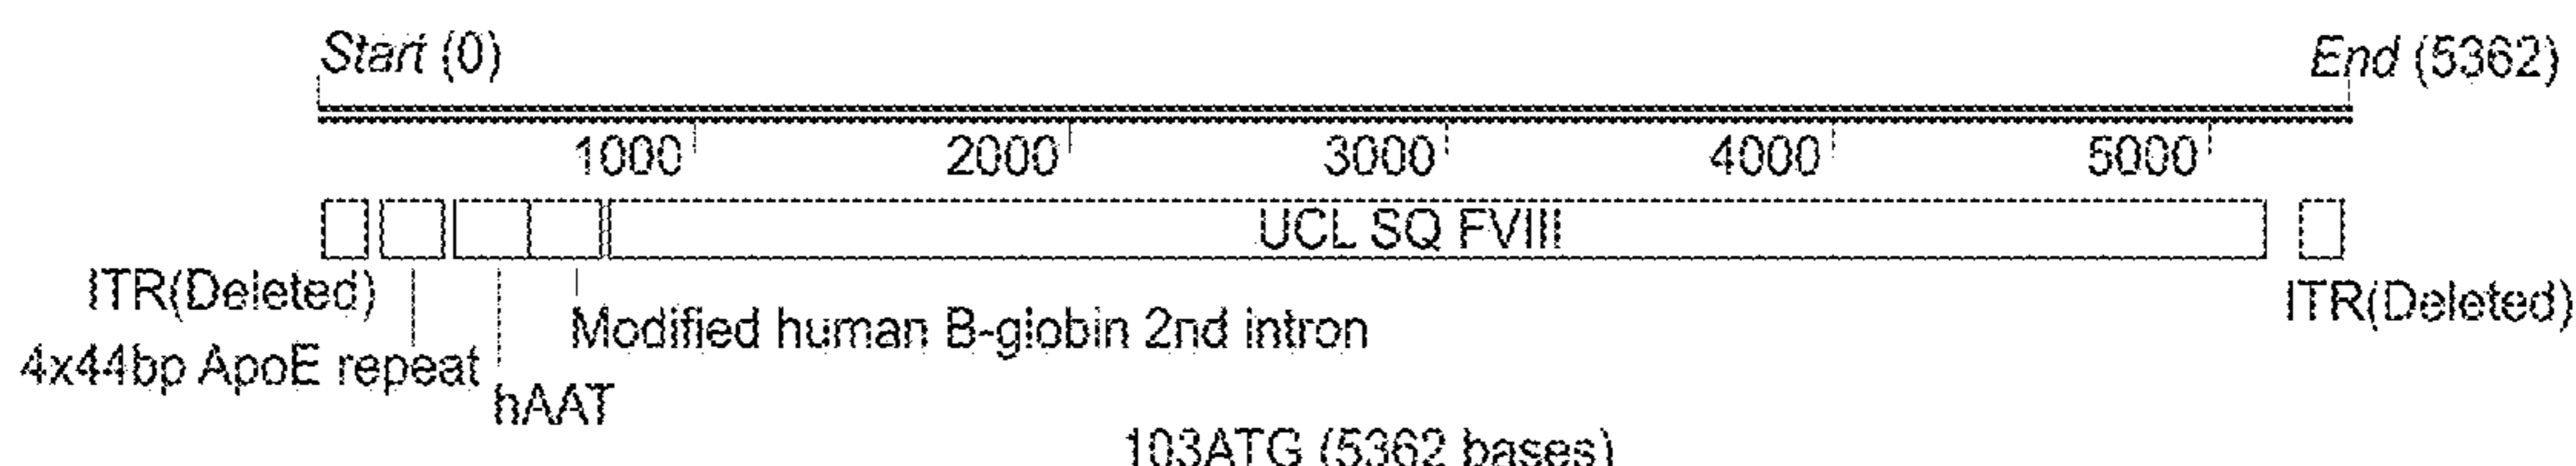 Start (0) End (5362)
1000 2000 3000 4000 5000
UCL SQ FVIII
ITR(Deleted) ITR(Deleted)
Modified human B-globin 2nd intron
4x44bp ApoE repeat
hAAT
103ATG (5362 bases)